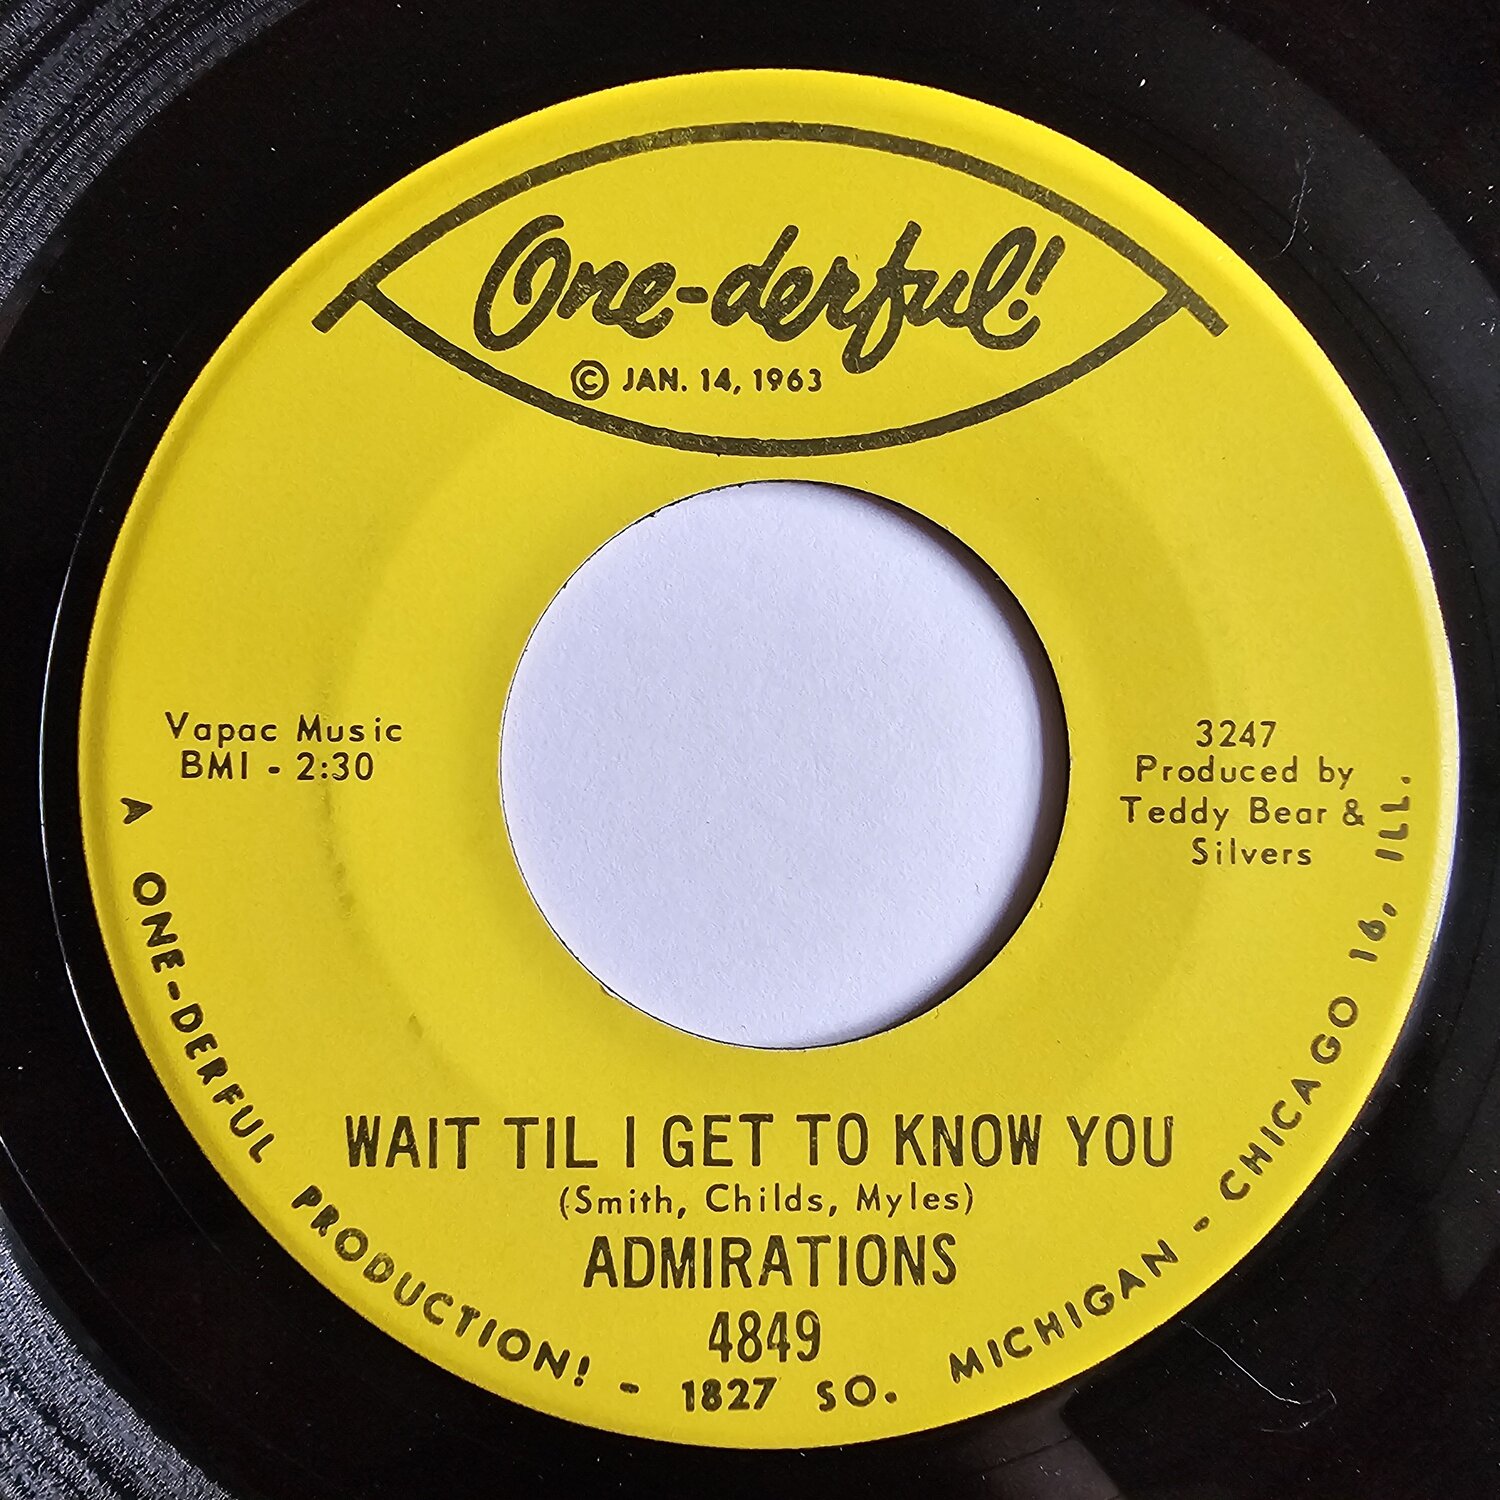 One-derful!
© JAN. 14, 1963
Vapac Music
BMI - 2:30
3247
Produced by
Teddy Bear &
Silvers
WAIT TIL I GET TO KNOW YOU
(Smith, Childs, Myles)
ADMIRATIONS
4849
A ONE-DERFUL PRODUCTION! - 1827 SO. MICHIGAN - CHICAGO 16, ILL.